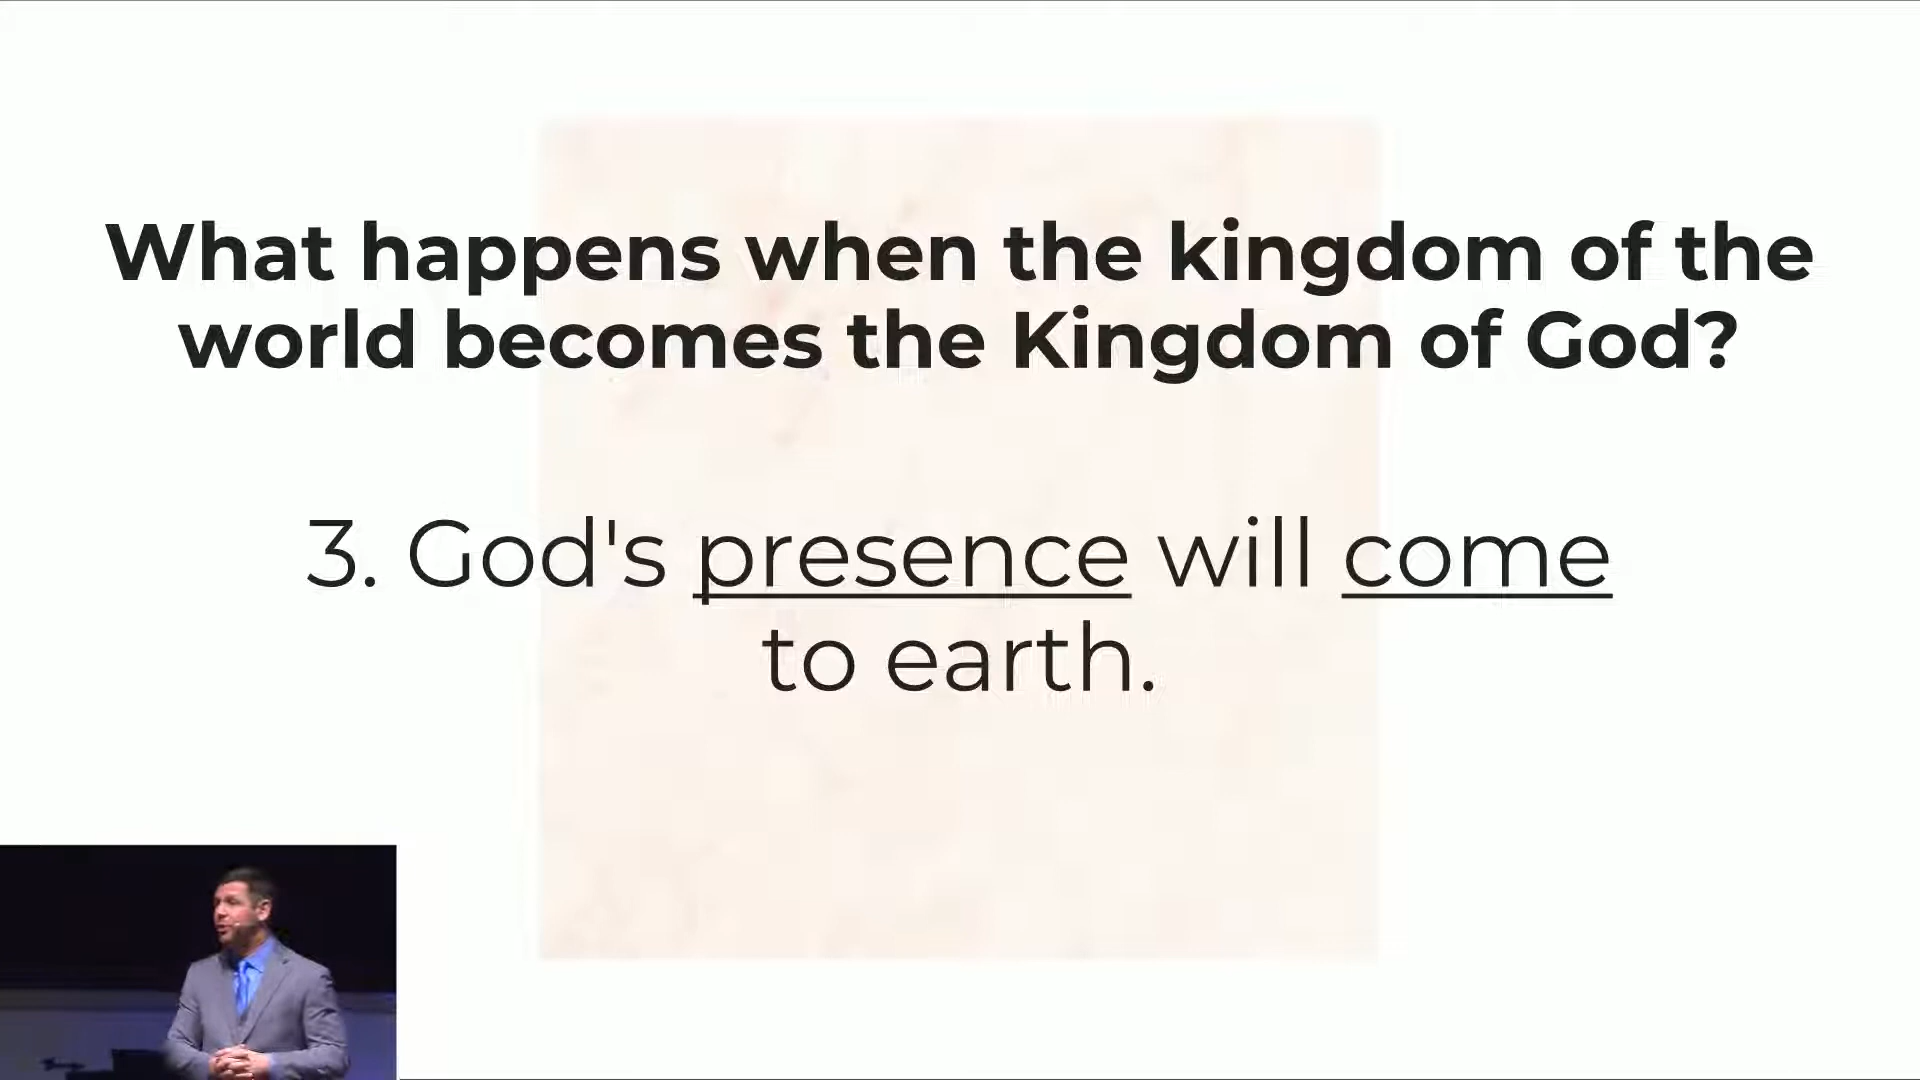 What happens when the kingdom of the
world becomes the Kingdom of God?
3. God's presence will come
to earth.